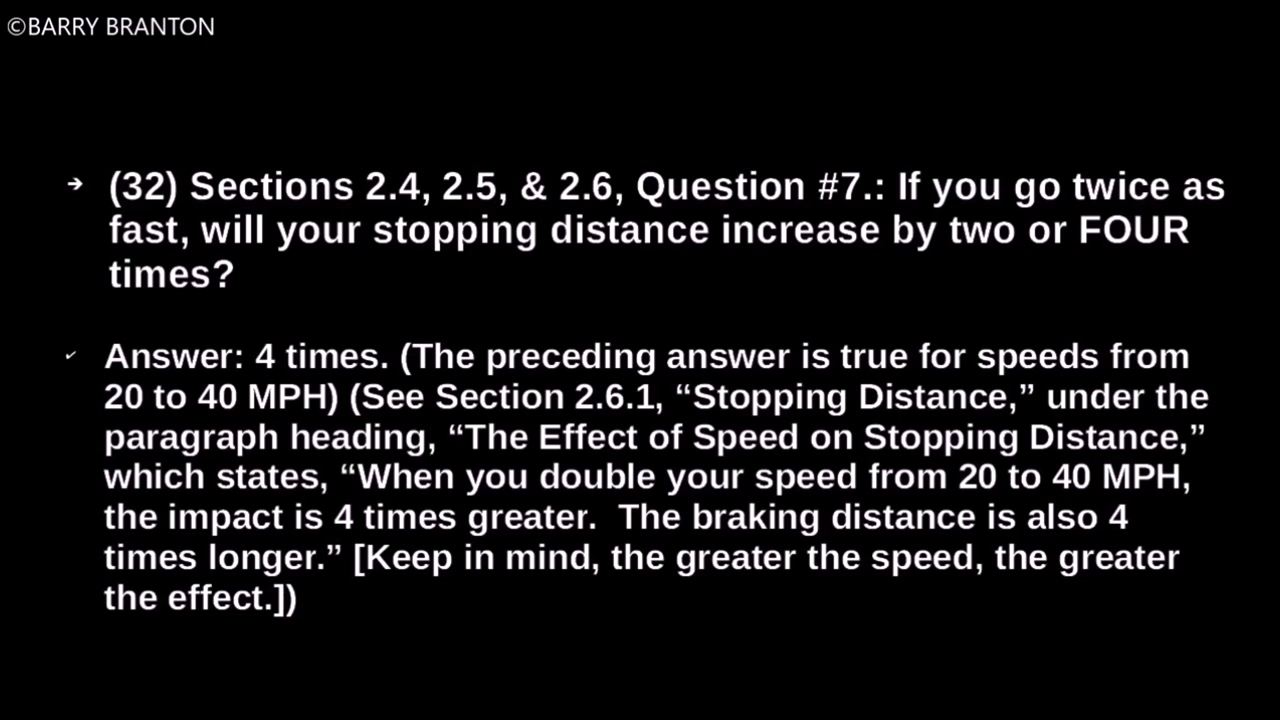 ©BARRY BRANTON
➔ (32) Sections 2.4, 2.5, & 2.6, Question #7.: If you go twice as
fast, will your stopping distance increase by two or FOUR
times?
✓ Answer: 4 times. (The preceding answer is true for speeds from
20 to 40 MPH) (See Section 2.6.1, “Stopping Distance,” under the
paragraph heading, “The Effect of Speed on Stopping Distance,”
which states, “When you double your speed from 20 to 40 MPH,
the impact is 4 times greater.  The braking distance is also 4
times longer.” [Keep in mind, the greater the speed, the greater
the effect.])